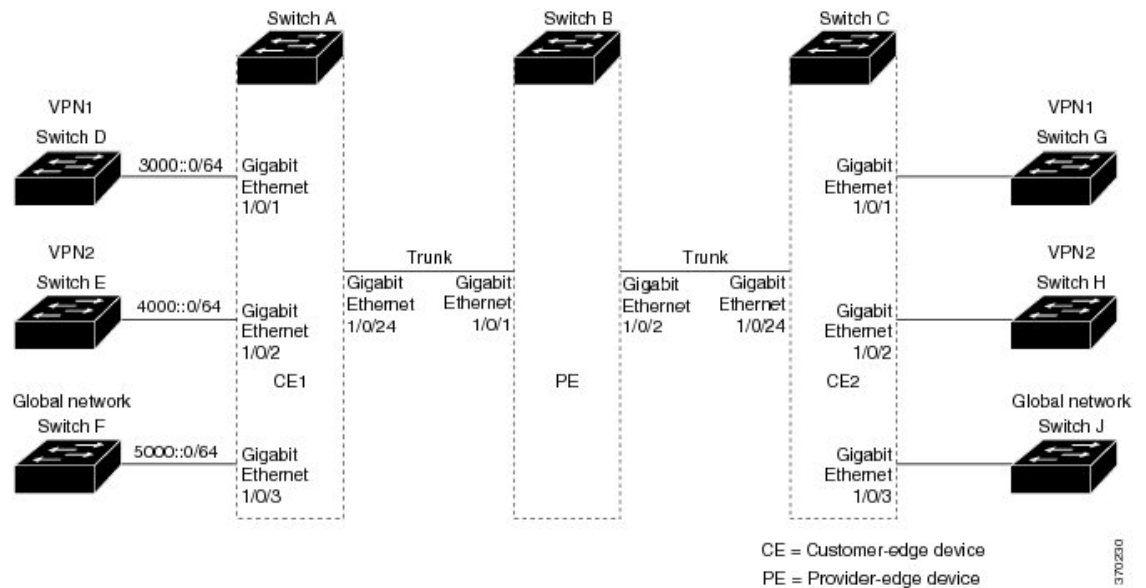 Switch A
Switch B
Switch C
VPN1
Switch D
3000::0/64
Gigabit
Ethernet
1/0/1
VPN2
Switch E
4000::0/64
Gigabit
Ethernet
1/0/2
CE1
Global network
Switch F
5000::0/64
Gigabit
Ethernet
1/0/3
Trunk
Gigabit
Ethernet
1/0/24
Gigabit
Ethernet
1/0/1
PE
Trunk
Gigabit
Ethernet
1/0/2
Gigabit
Ethernet
1/0/24
Gigabit
Ethernet
1/0/1
VPN1
Switch G
Gigabit
Ethernet
1/0/2
VPN2
Switch H
CE2
Gigabit
Ethernet
1/0/3
Global network
Switch J
CE = Customer-edge device
PE = Provider-edge device
370230